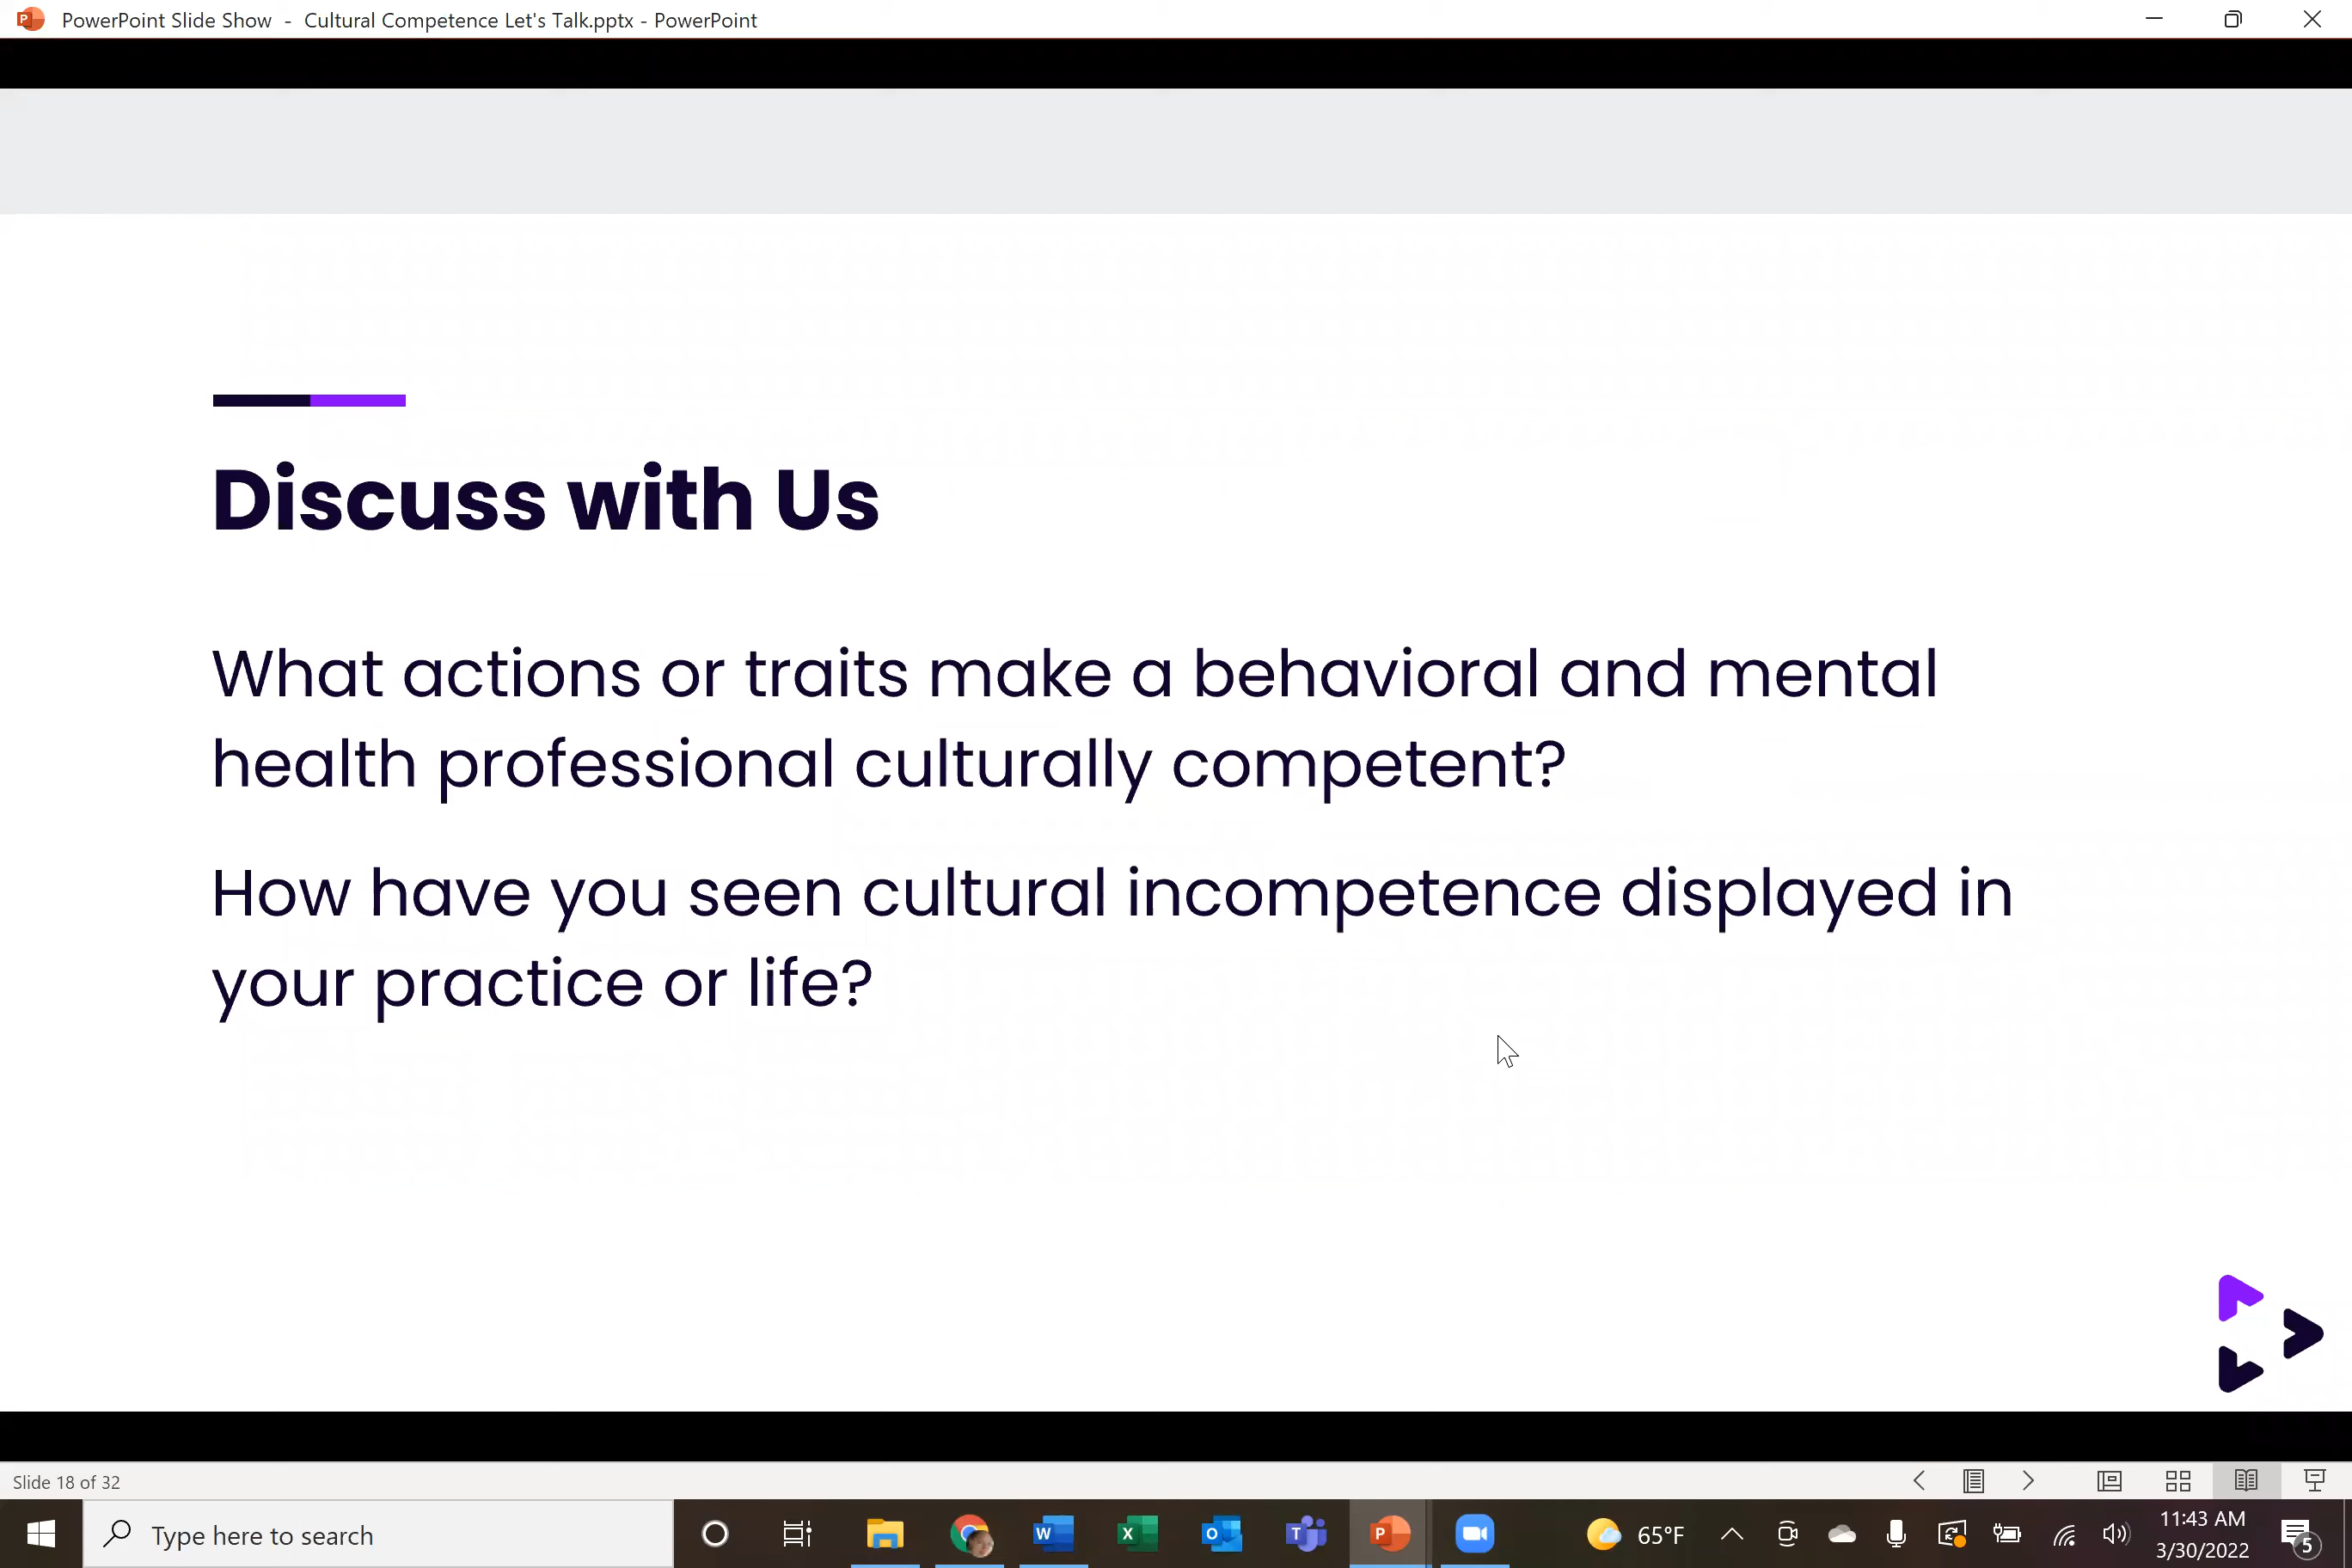 PowerPoint Slide Show - Cultural Competence Let's Talk.pptx - PowerPoint
Discuss with Us
What actions or traits make a behavioral and mental
health professional culturally competent?
How have you seen cultural incompetence displayed in
your practice or life?
Slide 18 of 32
Type here to search
65°F
11:43 AM
3/30/2022
5